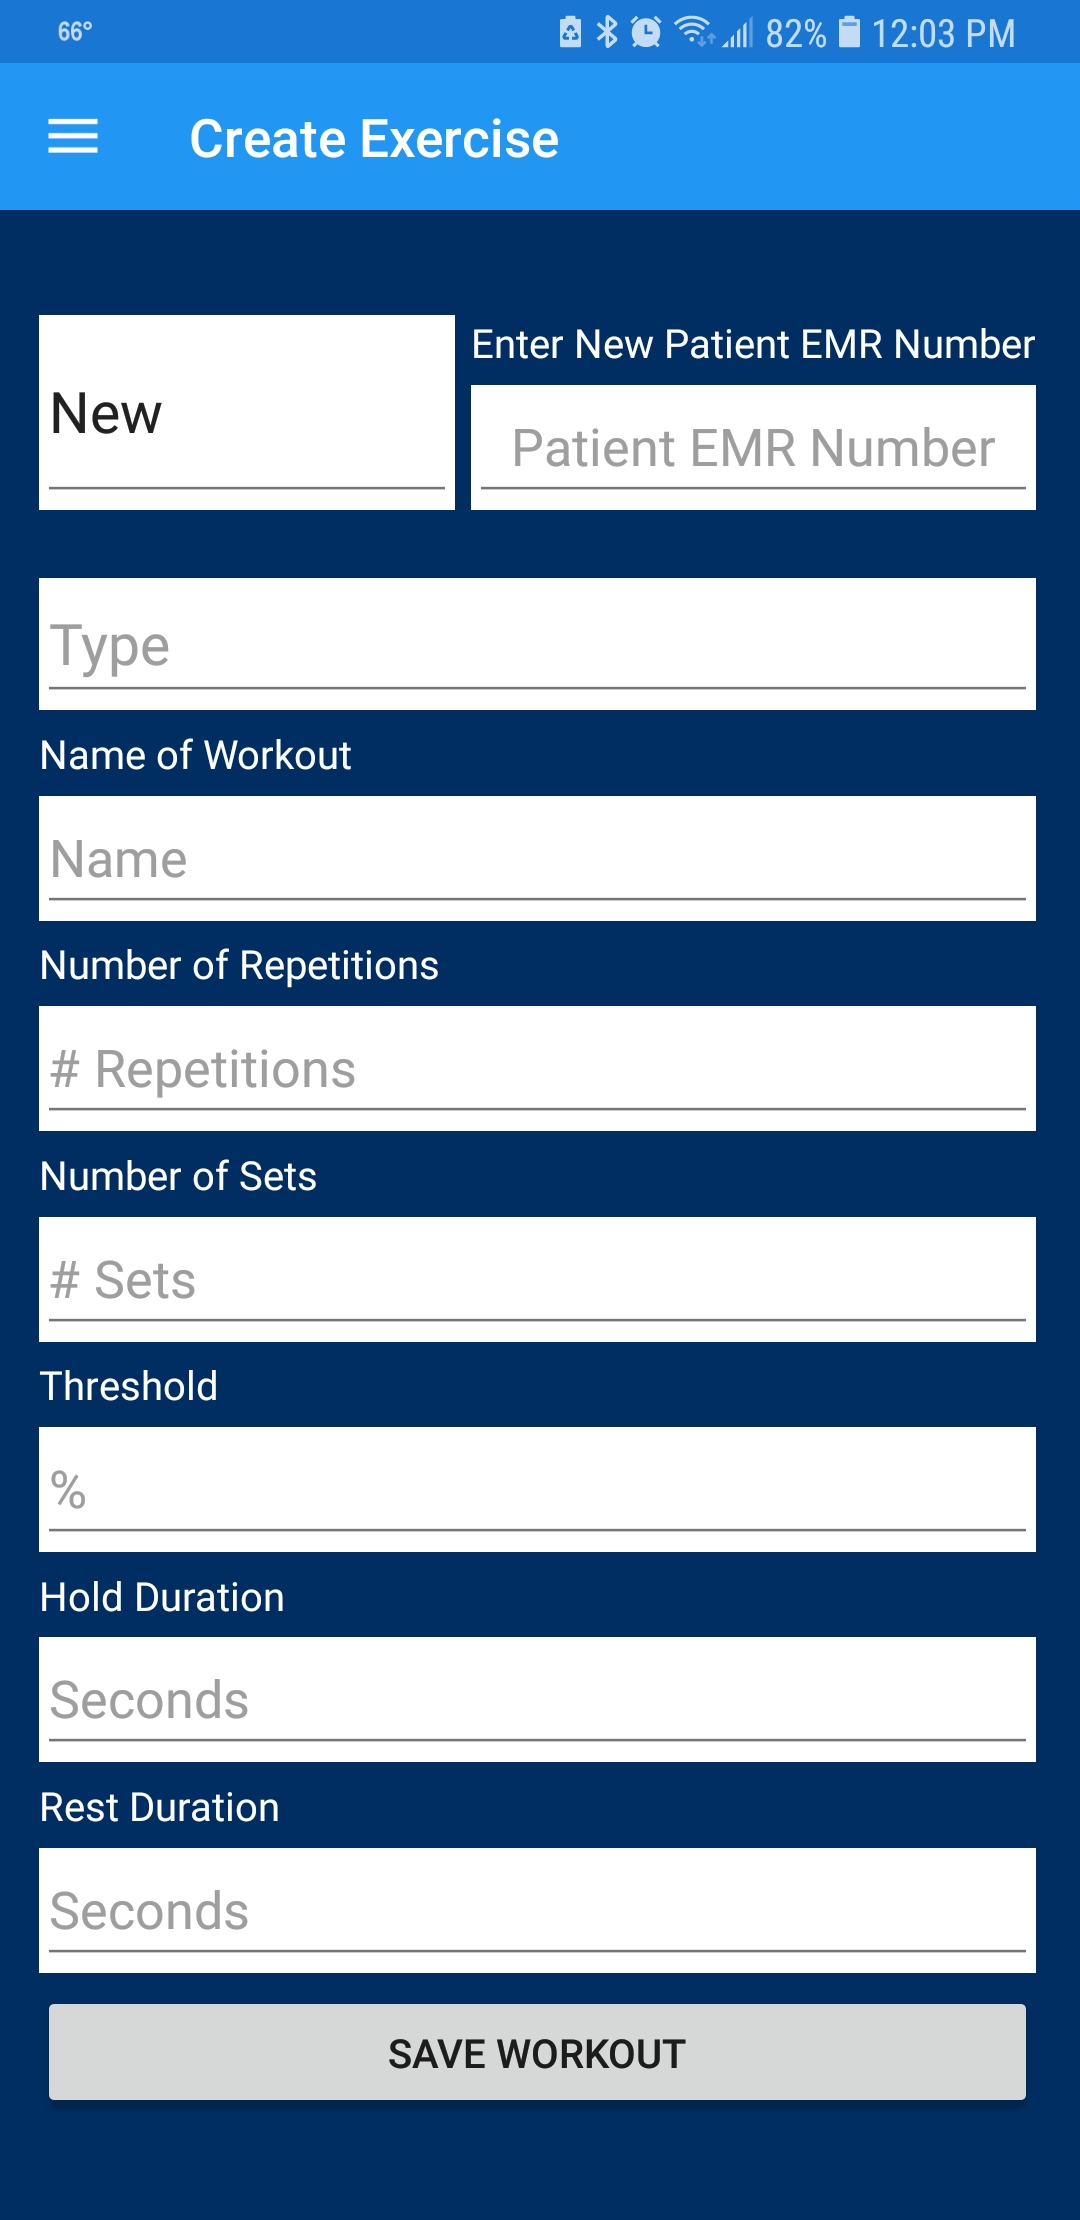 66° 82% 12:03 PM
Create Exercise
Enter New Patient EMR Number
New
Patient EMR Number
Type
Name of Workout
Name
Number of Repetitions
# Repetitions
Number of Sets
# Sets
Threshold
%
Hold Duration
Seconds
Rest Duration
Seconds
SAVE WORKOUT